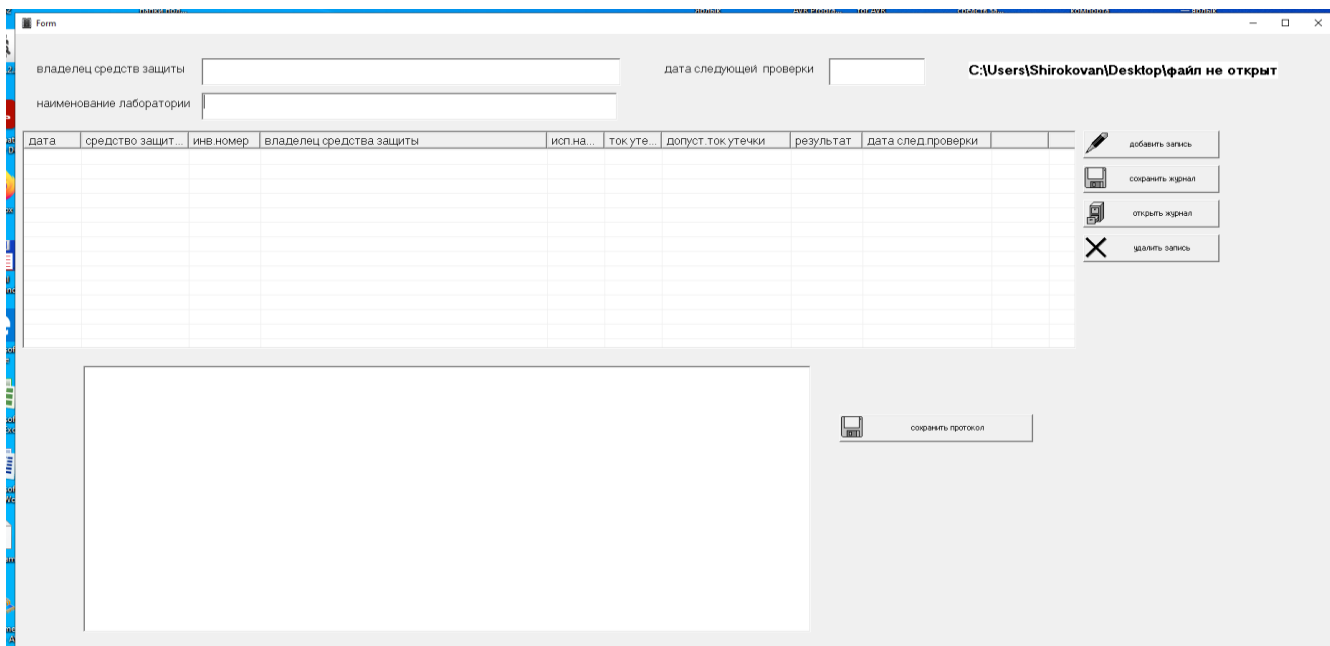 Form
владелец средств защиты
дата следующей проверки
C:\Users\Shirokovan\Desktop\файл не открыт
наименование лаборатории
дата средство защит... инв.номер владелец средства защиты исп.на... ток уте... допуст.ток утечки результат дата след.проверки
добавить запись
сохранить журнал
открыть журнал
удалить запись
сохранить протокол